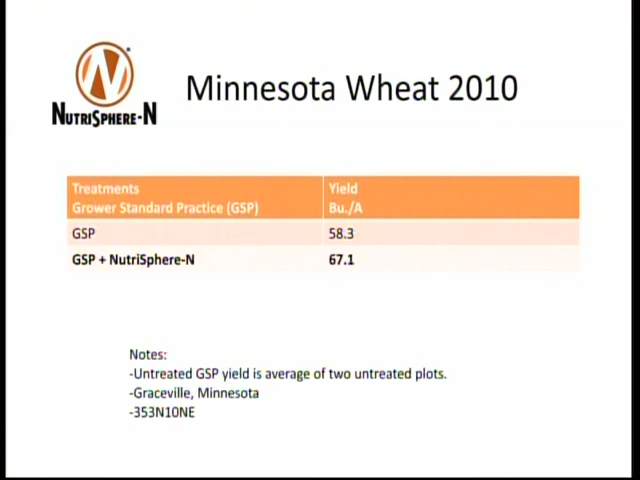 NUTRISPHERE-N
Minnesota Wheat 2010
Treatments
Grower Standard Practice (GSP)
Yield
Bu./A
GSP 58.3
GSP + NutriSphere-N 67.1
Notes:
-Untreated GSP yield is average of two untreated plots.
-Graceville, Minnesota
-353N10NE